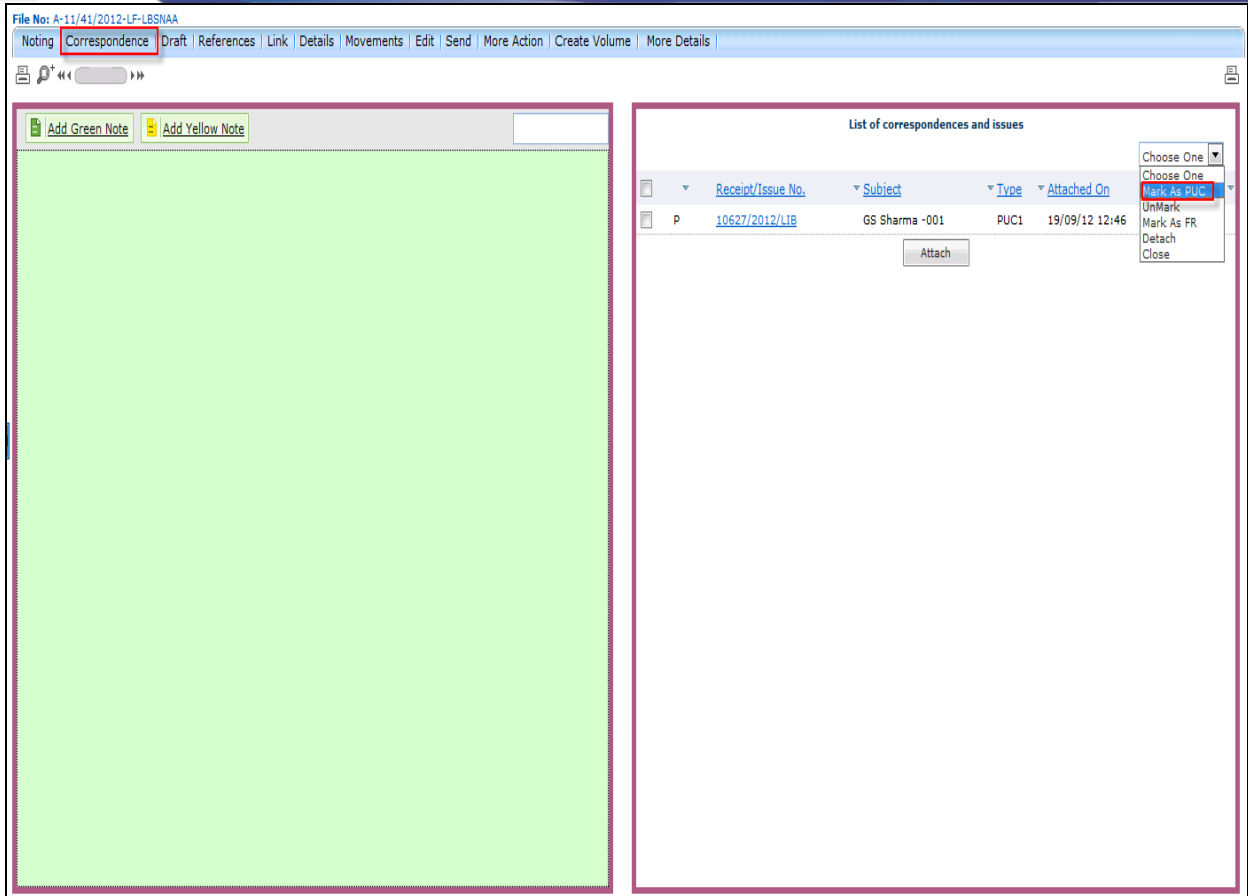 File No: A-11/41/2012-LF-LBSNAA
Noting | Correspondence | Draft | References | Link | Details | Movements | Edit | Send | More Action | Create Volume | More Details |
Add Green Note Add Yellow Note
List of correspondences and issues
Choose One
Choose One
Mark As PUC
UnMark
Mark As FR
Detach
Close
Receipt/Issue No. Subject Type Attached On
P 10627/2012/LIB GS Sharma -001 PUC1 19/09/12 12:46
Attach